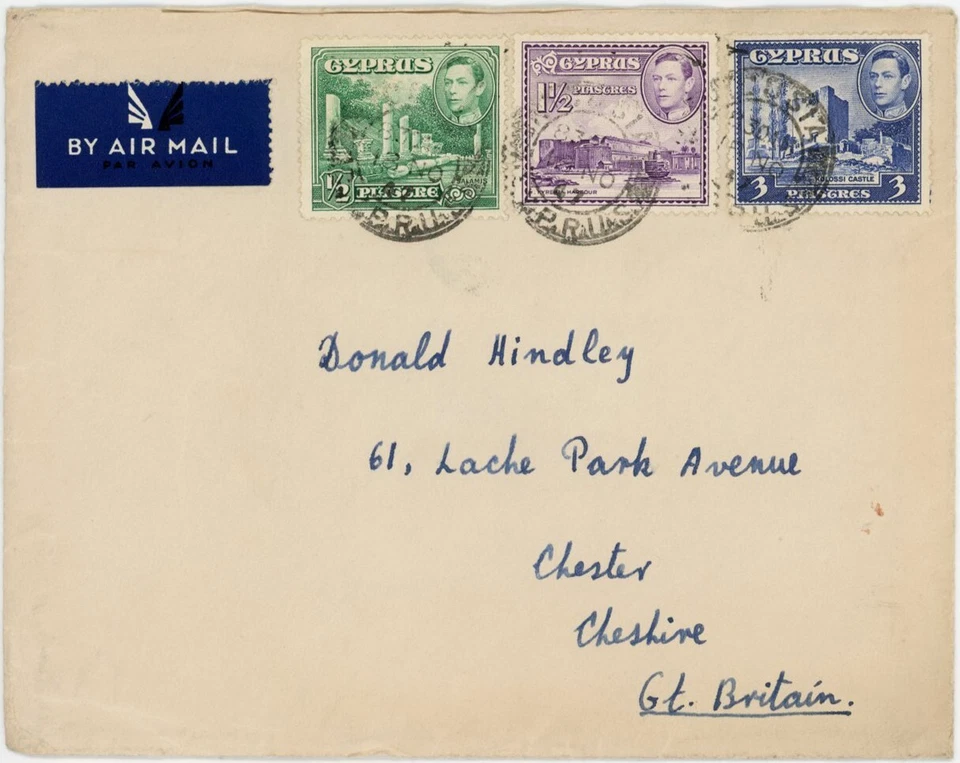 BY AIR MAIL
PAR AVION
CYPRUS
½ PIASTRE
CYPRUS
1½ PIASTRES
CYPRUS
KOLOSSI CASTLE
3 PIASTRES 3
Donald Hindley
61, Lache Park Avenue
Chester
Cheshire
Gt. Britain.